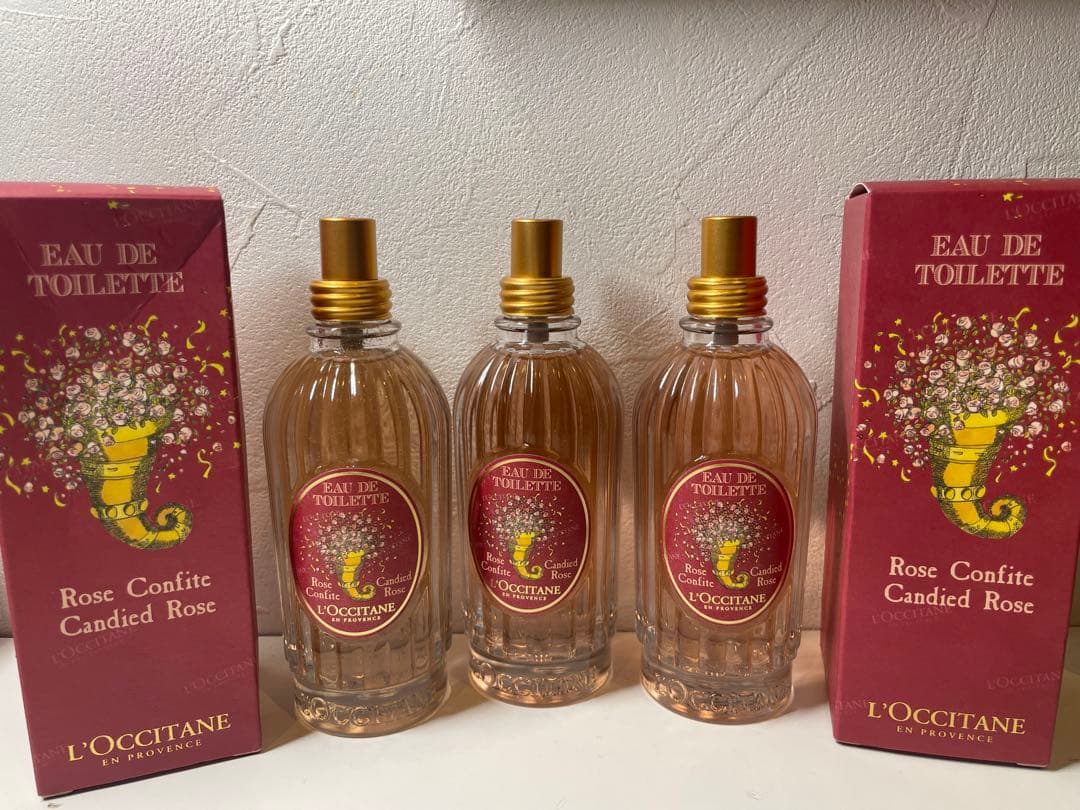 EAU DE
TOILETTE
Rose Confite
Candied Rose
L'OCCITANE
EN PROVENCE
EAU DE
TOILETTE
Rose
Confite
Candied
Rose
L'OCCITANE
EN PROVENCE
L'OCCITANE
EAU DE
TOILETTE
Rose
Confite
Candied
Rose
L'OCCITANE
EN PROVENCE
L'OCCITANE
EAU DE
TOILETTE
Rose
Confite
Candied
Rose
L'OCCITANE
EN PROVENCE
L'OCCITANE
EAU DE
TOILETTE
Rose Confite
Candied Rose
L'OCCITANE
EN PROVENCE